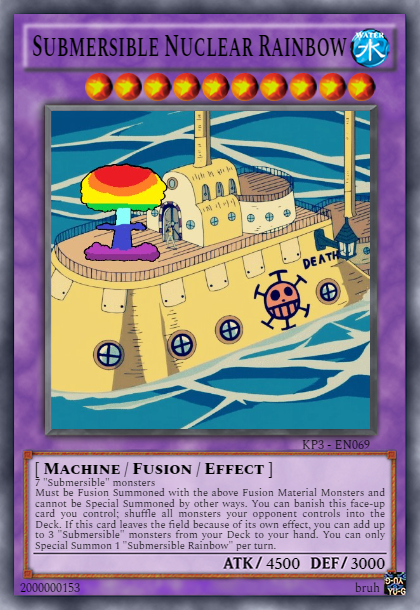 SUBMERSIBLE NUCLEAR RAINBOW
WATER
水
DEATH
KP3 - EN069
[ MACHINE / FUSION / EFFECT ]
7 "Submersible" monsters
Must be Fusion Summoned with the above Fusion Material Monsters and
cannot be Special Summoned by other ways. You can banish this face-up
card you control; shuffle all monsters your opponent controls into the
Deck. If this card leaves the field because of its own effect, you can add up
to 3 "Submersible" monsters from your Deck to your hand. You can only
Special Summon 1 "Submersible Rainbow" per turn.
ATK / 4500 DEF / 3000
2000000153
bruh
YU-G